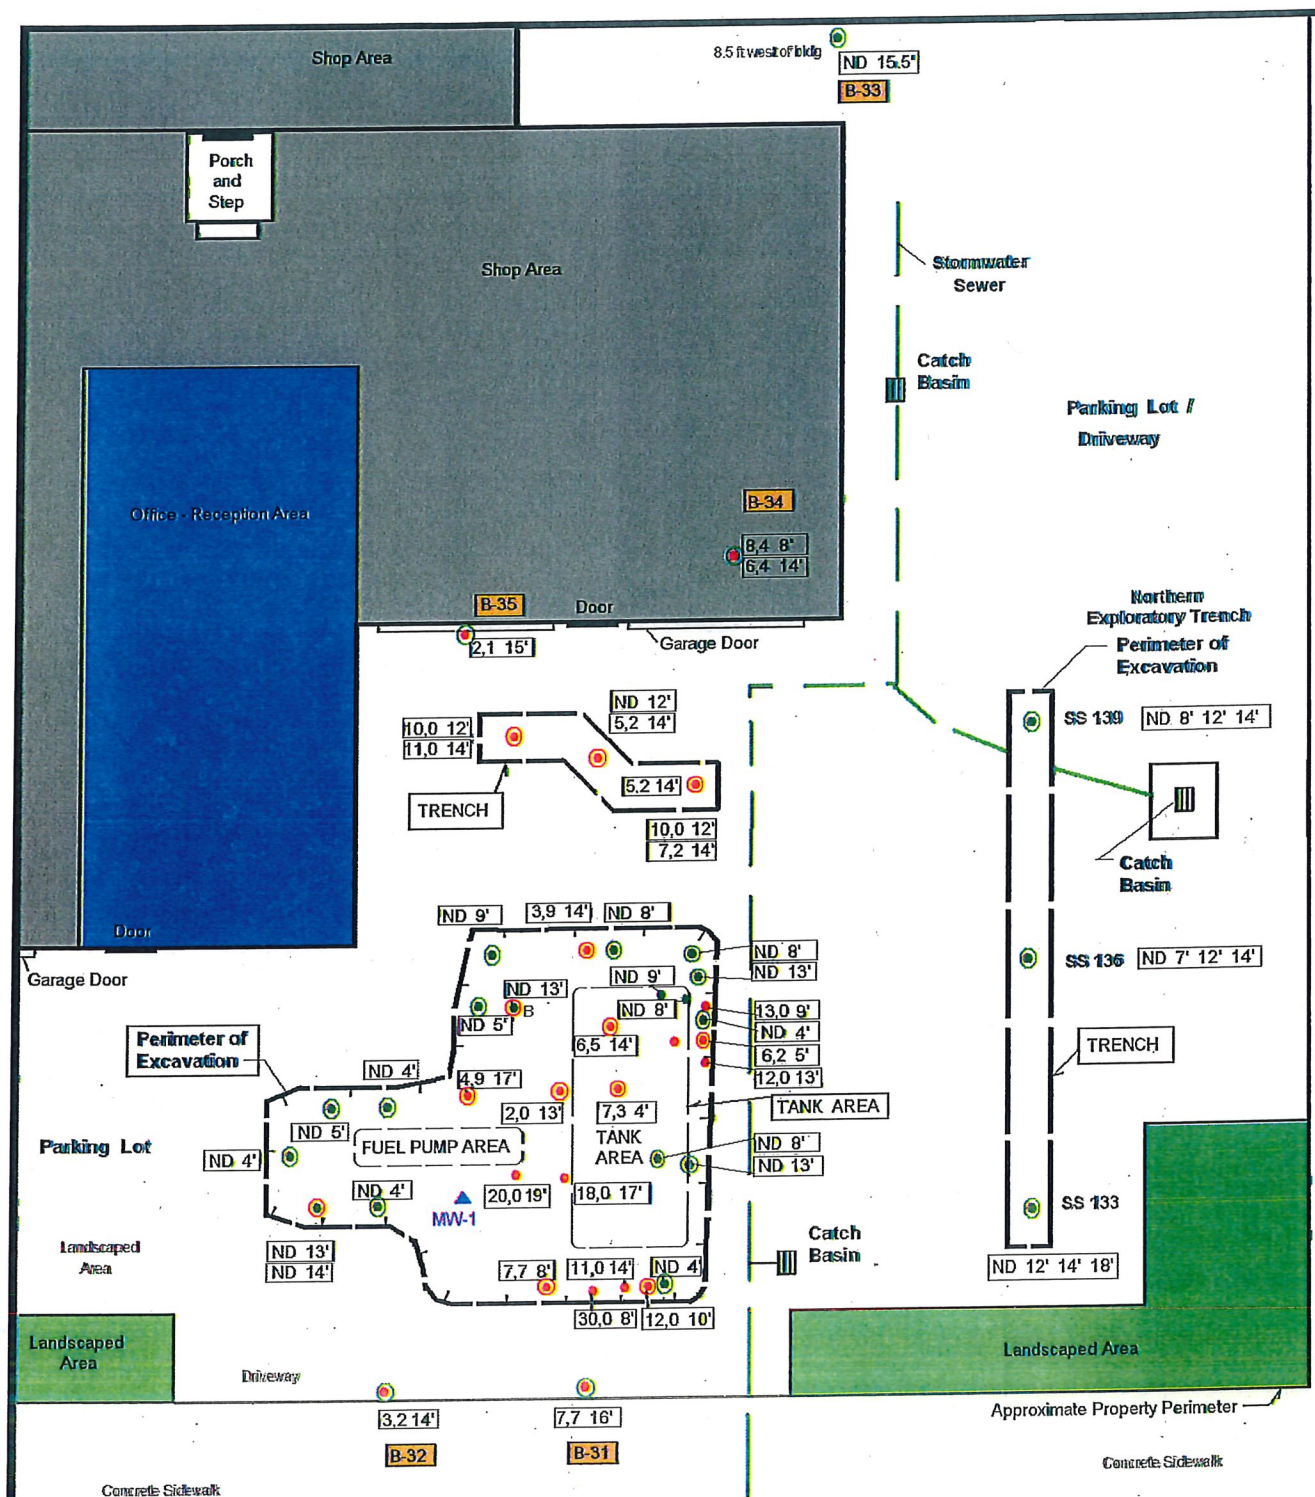 Shop Area
8.5 ft west of bldg
ND 15.5'
B-33
Porch
and
Step
Shop Area
Stormwater
Sewer
Catch
Basin
Parking Lot /
Driveway
B-34
Office - Reception Area
8,4 8'
6,4 14'
B-35
Door
2,1 15'
Garage Door
Northern
Exploratory Trench
Perimeter of
Excavation
ND 12'
5,2 14'
10,0 12'
11,0 14'
SS 139
ND 8' 12' 14'
5,2 14'
TRENCH
10,0 12'
7,2 14'
Catch
Basin
ND 9'
3,9 14'
ND 8'
Door
ND 8'
ND 13'
SS 136
ND 7' 12' 14'
Garage Door
ND 9'
ND 13'
B
ND 8'
13,0 9'
ND 5'
ND 4'
6,5 14'
6,2 5'
12,0 13'
Perimeter of
Excavation
TRENCH
ND 4'
4,9 17'
2,0 13'
7,3 4'
TANK AREA
ND 5'
FUEL PUMP AREA
TANK
AREA
ND 8'
ND 13'
Parking Lot
ND 4'
ND 4'
20,0 19'
18,0 17'
MW-1
SS 133
Landscaped
Area
ND 13'
ND 14'
Catch
Basin
ND 12' 14' 18'
7,7 8'
11,0 14'
ND 4'
30,0 8'
12,0 10'
Landscaped
Area
Landscaped Area
Driveway
3,2 14'
7,7 16'
Approximate Property Perimeter
B-32
B-31
Concrete Sidewalk
Concrete Sidewalk